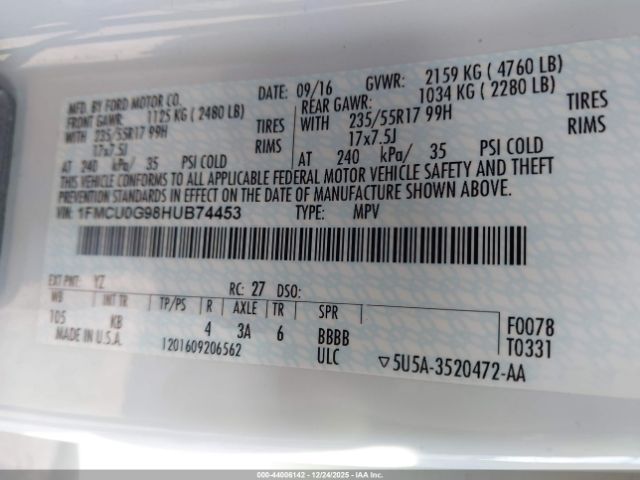 MFD. BY FORD MOTOR CO.
DATE: 09/16 GVWR: 2159 KG ( 4760 LB)
FRONT GAWR: 1125 KG ( 2480 LB)
REAR GAWR: 1034 KG ( 2280 LB)
WITH 235/55R17 99H TIRES
17x7.5J RIMS
AT 240 kPa/ 35 PSI COLD
WITH 235/55R17 99H TIRES
17x7.5J RIMS
AT 240 kPa/ 35 PSI COLD
THIS VEHICLE CONFORMS TO ALL APPLICABLE FEDERAL MOTOR VEHICLE SAFETY AND THEFT
PREVENTION STANDARDS IN EFFECT ON THE DATE OF MANUFACTURE SHOWN ABOVE.
VIN: 1FMCU0G98HUB74453 TYPE: MPV
EXT PNT: YZ RC: 27 DSO:
WB INT TR TP/PS R AXLE TR SPR
105 KB 4 3A 6 BBBB
MADE IN U.S.A. 1201609206562 ULC
F0078
T0331
▽5U5A-3520472-AA
000-44006142 - 12/24/2025 - IAA Inc.